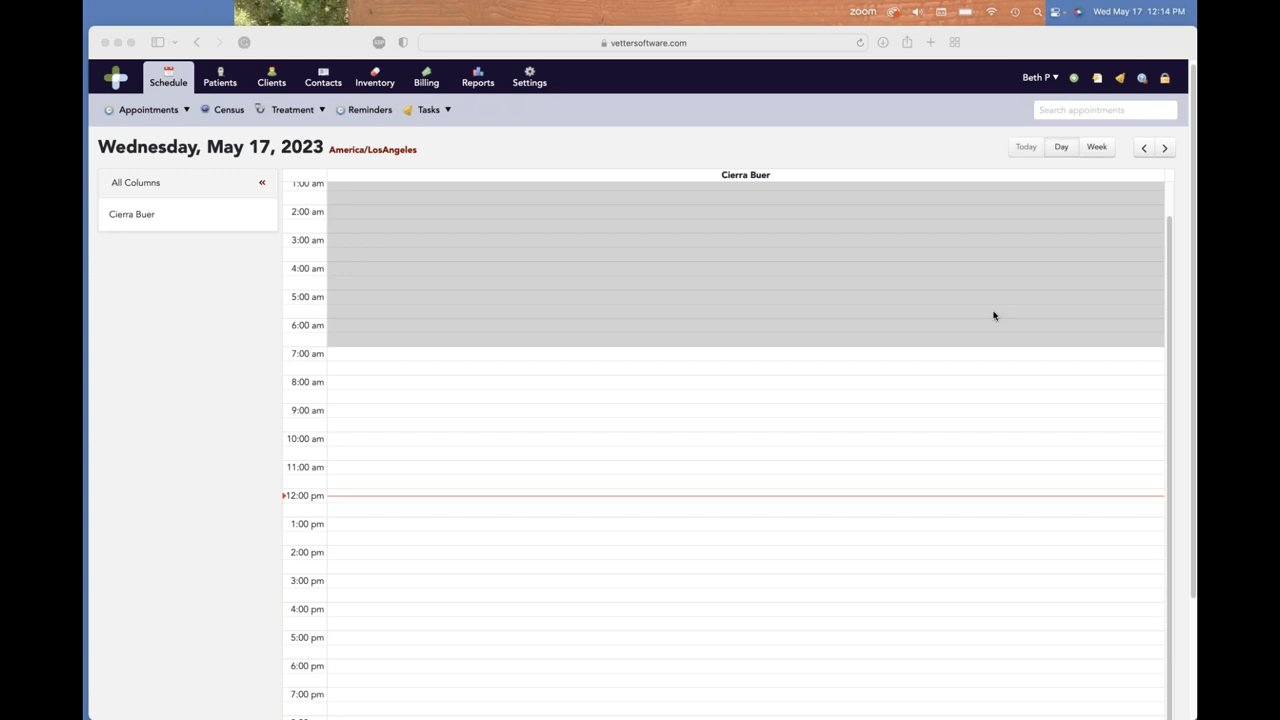 zoom Wed May 17 12:14 PM
vettersoftware.com
Schedule Patients Clients Contacts Inventory Billing Reports Settings Beth P
Appointments Census Treatment Reminders Tasks Search appointments
Wednesday, May 17, 2023 America/LosAngeles Today Day Week
All Columns «
Cierra Buer
Cierra Buer
1:00 am
2:00 am
3:00 am
4:00 am
5:00 am
6:00 am
7:00 am
8:00 am
9:00 am
10:00 am
11:00 am
12:00 pm
1:00 pm
2:00 pm
3:00 pm
4:00 pm
5:00 pm
6:00 pm
7:00 pm